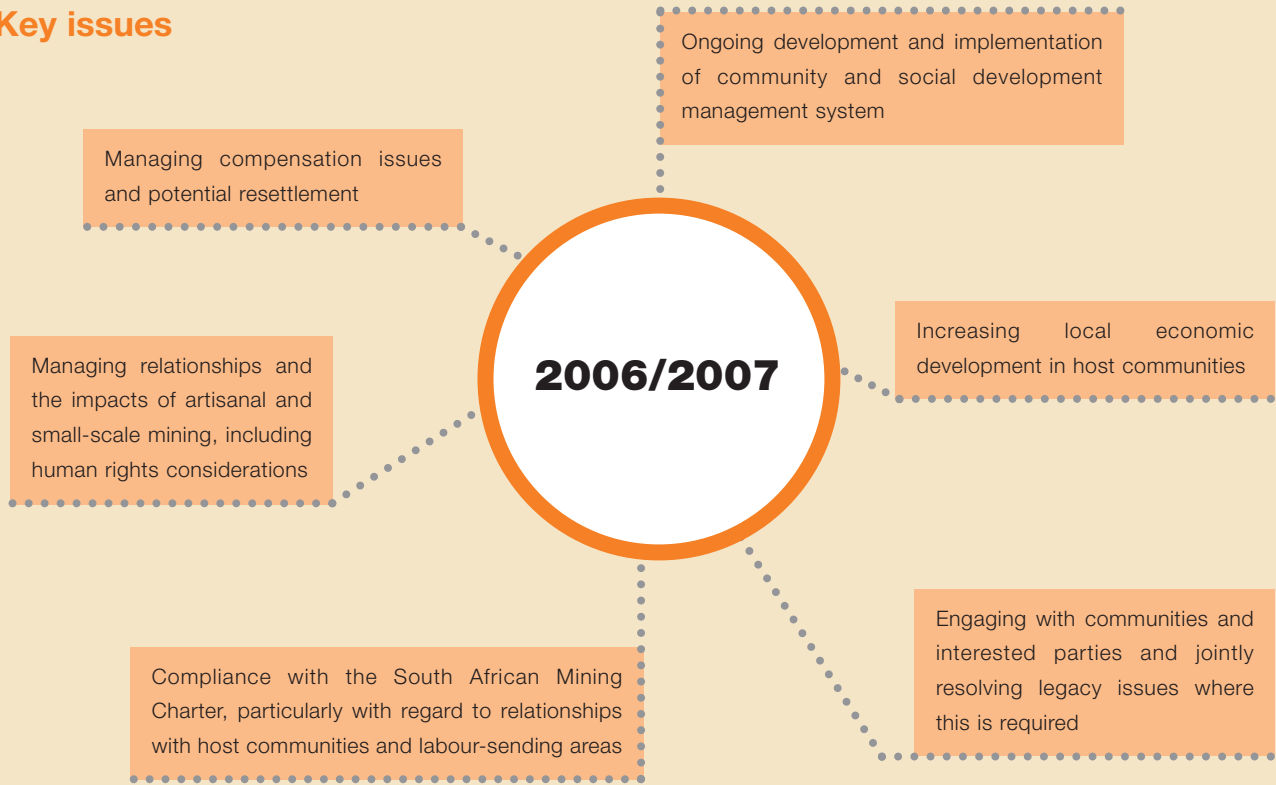 Key issues
Ongoing development and implementation
of community and social development
management system
Managing compensation issues
and potential resettlement
Increasing local economic
development in host communities
Managing relationships and
the impacts of artisanal and
small-scale mining, including
human rights considerations
2006/2007
Engaging with communities and
interested parties and jointly
resolving legacy issues where
this is required
Compliance with the South African Mining
Charter, particularly with regard to relationships
with host communities and labour-sending areas